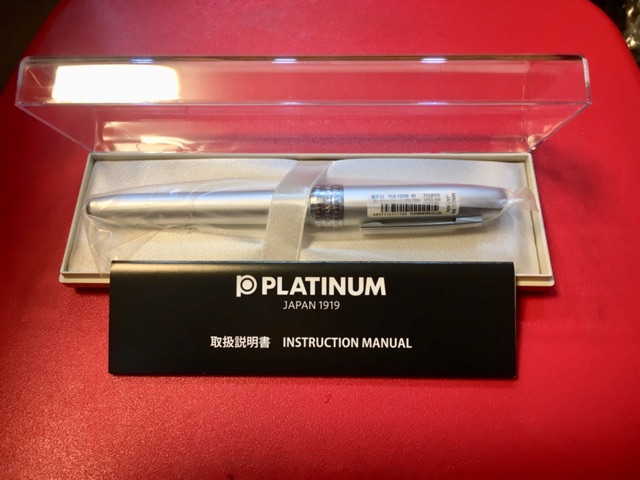 PLATINUM
JAPAN 1919
取扱説明書 INSTRUCTION MANUAL